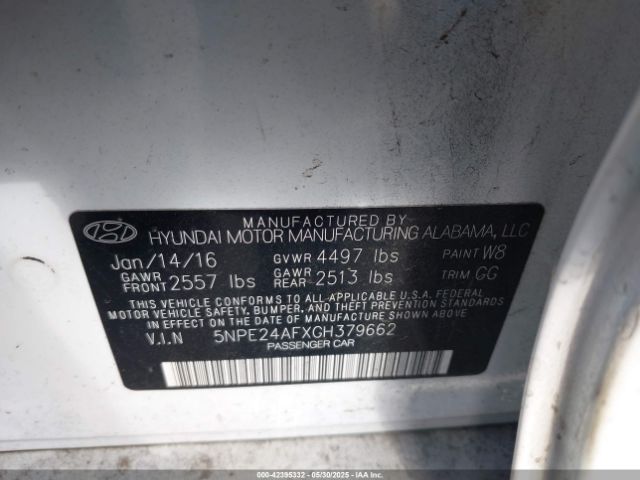 MANUFACTURED BY
HYUNDAI MOTOR MANUFACTURING ALABAMA, LLC
Jan/14/16 GVWR 4497 lbs PAINT W8
GAWR FRONT 2557 lbs GAWR REAR 2513 lbs TRIM GG
THIS VEHICLE CONFORMS TO ALL APPLICABLE U.S.A. FEDERAL
MOTOR VEHICLE SAFETY, BUMPER, AND THEFT PREVENTION
STANDARDS IN EFFECT ON THE DATE OF MANUFACTURE SHOWN ABOVE.
V.I.N 5NPE24AFXGH379662
PASSENGER CAR
000-42395332 - 05/30/2025 - IAAI.COM